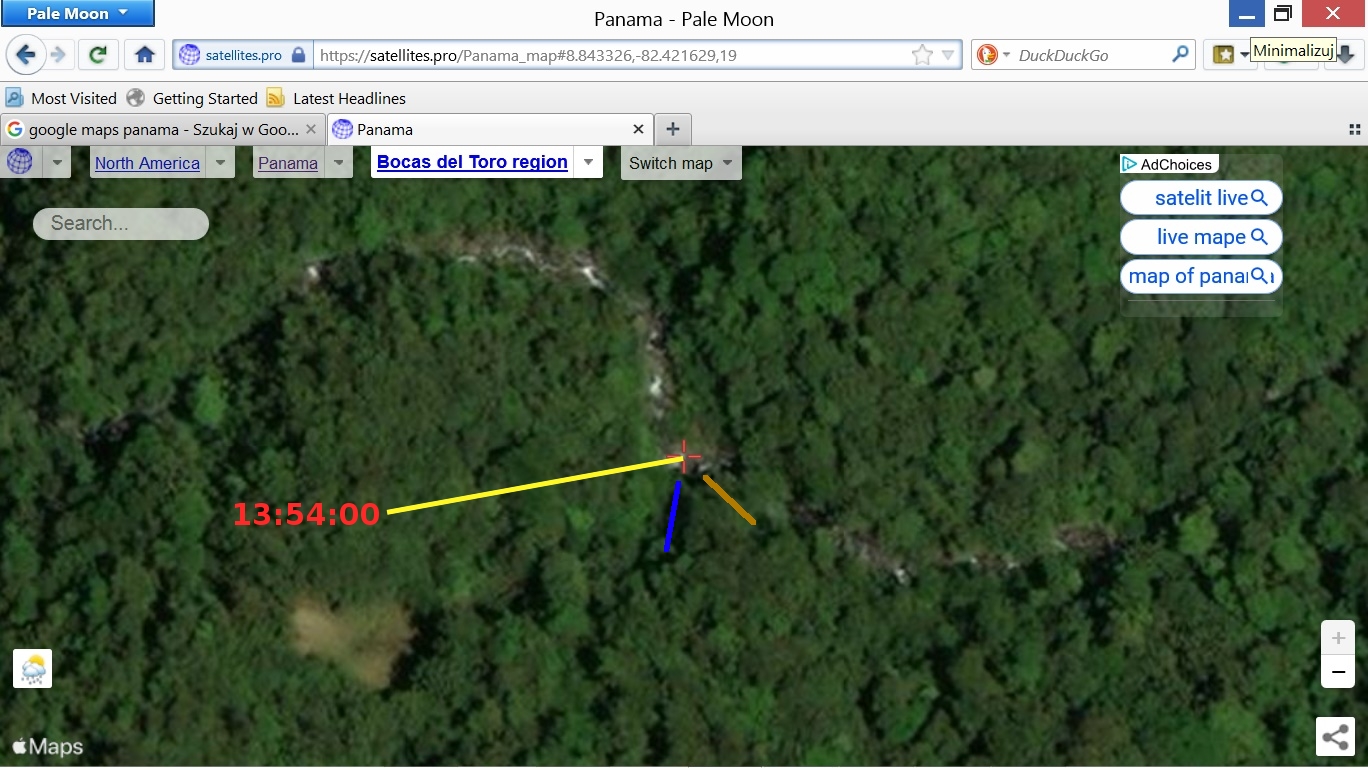 Pale Moon
Panama - Pale Moon
satellites.pro
https://satellites.pro/Panama_map#8.843326,-82.421629,19
DuckDuckGo
Minimalizuj
Most Visited
Getting Started
Latest Headlines
google maps panama - Szukaj w Goo...
Panama
North America
Panama
Bocas del Toro region
Switch map
AdChoices
Search...
satelit live
live mape
map of panar
13:54:00
Maps